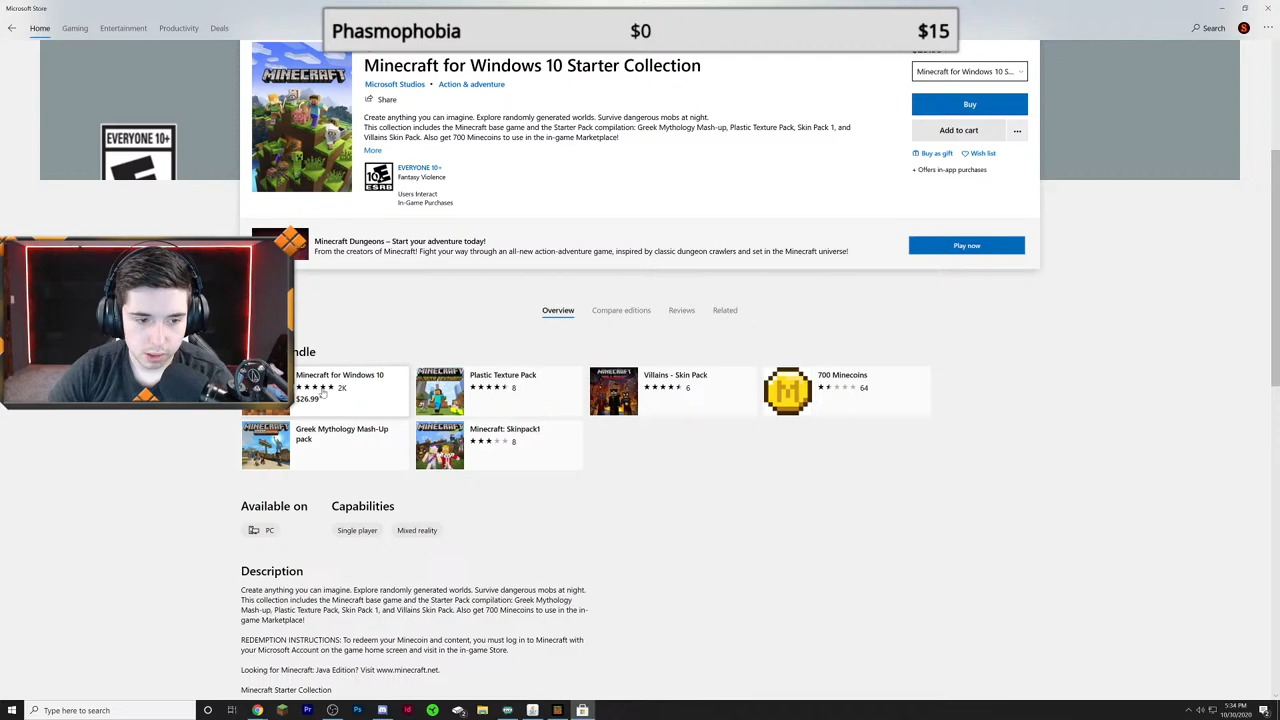 Microsoft Store
Home Gaming Entertainment Productivity Deals
Search
Phasmophobia $0 $15
MINECRAFT
EVERYONE 10+
E
Minecraft for Windows 10 Starter Collection
Microsoft Studios • Action & adventure
Share
Create anything you can imagine. Explore randomly generated worlds. Survive dangerous mobs at night.
This collection includes the Minecraft base game and the Starter Pack compilation: Greek Mythology Mash-up, Plastic Texture Pack, Skin Pack 1, and
Villains Skin Pack. Also get 700 Minecoins to use in the in-game Marketplace!
More
EVERYONE 10+
Fantasy Violence
Users Interact
In-Game Purchases
ESRB
Minecraft for Windows 10 S...
Buy
Add to cart
Buy as gift Wish list
+ Offers in-app purchases
Minecraft Dungeons – Start your adventure today!
From the creators of Minecraft! Fight your way through an all-new action-adventure game, inspired by classic dungeon crawlers and set in the Minecraft universe!
Play now
Overview Compare editions Reviews Related
ndle
Minecraft for Windows 10
2K
$26.99
Plastic Texture Pack
8
Villains - Skin Pack
6
700 Minecoins
64
Greek Mythology Mash-Up
pack
Minecraft: Skinpack1
8
Available on Capabilities
PC Single player Mixed reality
Description
Create anything you can imagine. Explore randomly generated worlds. Survive dangerous mobs at night.
This collection includes the Minecraft base game and the Starter Pack compilation: Greek Mythology
Mash-up, Plastic Texture Pack, Skin Pack 1, and Villains Skin Pack. Also get 700 Minecoins to use in the in-
game Marketplace!
REDEMPTION INSTRUCTIONS: To redeem your Minecoin and content, you must log in to Minecraft with
your Microsoft Account on the game home screen and visit in the in-game Store.
Looking for Minecraft: Java Edition? Visit www.minecraft.net.
Minecraft Starter Collection
Type here to search
5:34 PM
10/30/2020